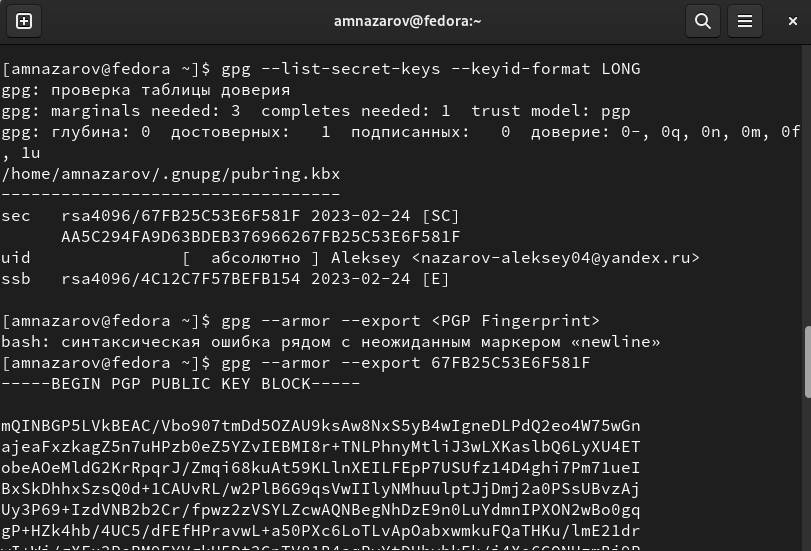 amnazarov@fedora:~
[amnazarov@fedora ~]$ gpg --list-secret-keys --keyid-format LONG
gpg: проверка таблицы доверия
gpg: marginals needed: 3  completes needed: 1  trust model: pgp
gpg: глубина: 0  достоверных:   1  подписанных:   0  доверие: 0-, 0q, 0n, 0m, 0f
, 1u
/home/amnazarov/.gnupg/pubring.kbx
----------------------------------
sec   rsa4096/67FB25C53E6F581F 2023-02-24 [SC]
      AA5C294FA9D63BDEB376966267FB25C53E6F581F
uid               [  абсолютно ] Aleksey <nazarov-aleksey04@yandex.ru>
ssb   rsa4096/4C12C7F57BEFB154 2023-02-24 [E]
[amnazarov@fedora ~]$ gpg --armor --export <PGP Fingerprint>
bash: синтаксическая ошибка рядом с неожиданным маркером «newline»
[amnazarov@fedora ~]$ gpg --armor --export 67FB25C53E6F581F
-----BEGIN PGP PUBLIC KEY BLOCK-----
mQINBGP5LVkBEAC/Vbo907tmDd5OZAU9ksAw8NxS5yB4wIgneDLPdQ2eo4W75wGn
ajeaFxzkagZ5n7uHPzb0eZ5YZvIEBMI8r+TNLPhnyMtliJ3wLXKaslbQ6LyXU4ET
obeAOeMldG2KrRpqrJ/Zmqi68kuAt59KLlnXEILFEpP7USUfz14D4ghi7Pm71ueI
BxSkDhhxSzsQ0d+1CAUvRL/w2PlB6G9qsVwIIlyNMhuulptJjDmj2a0PSsUBvzAj
Uy3P69+IzdVNB2b2Cr/fpwz2zVSYLZcwAQNBegNhDzE9n0LuYdmnIPXON2wBo0gq
gP+HZk4hb/4UC5/dFEfHPravwL+a50PXc6LoTLvApOabxwmkuFQaTHKu/lmE21dr